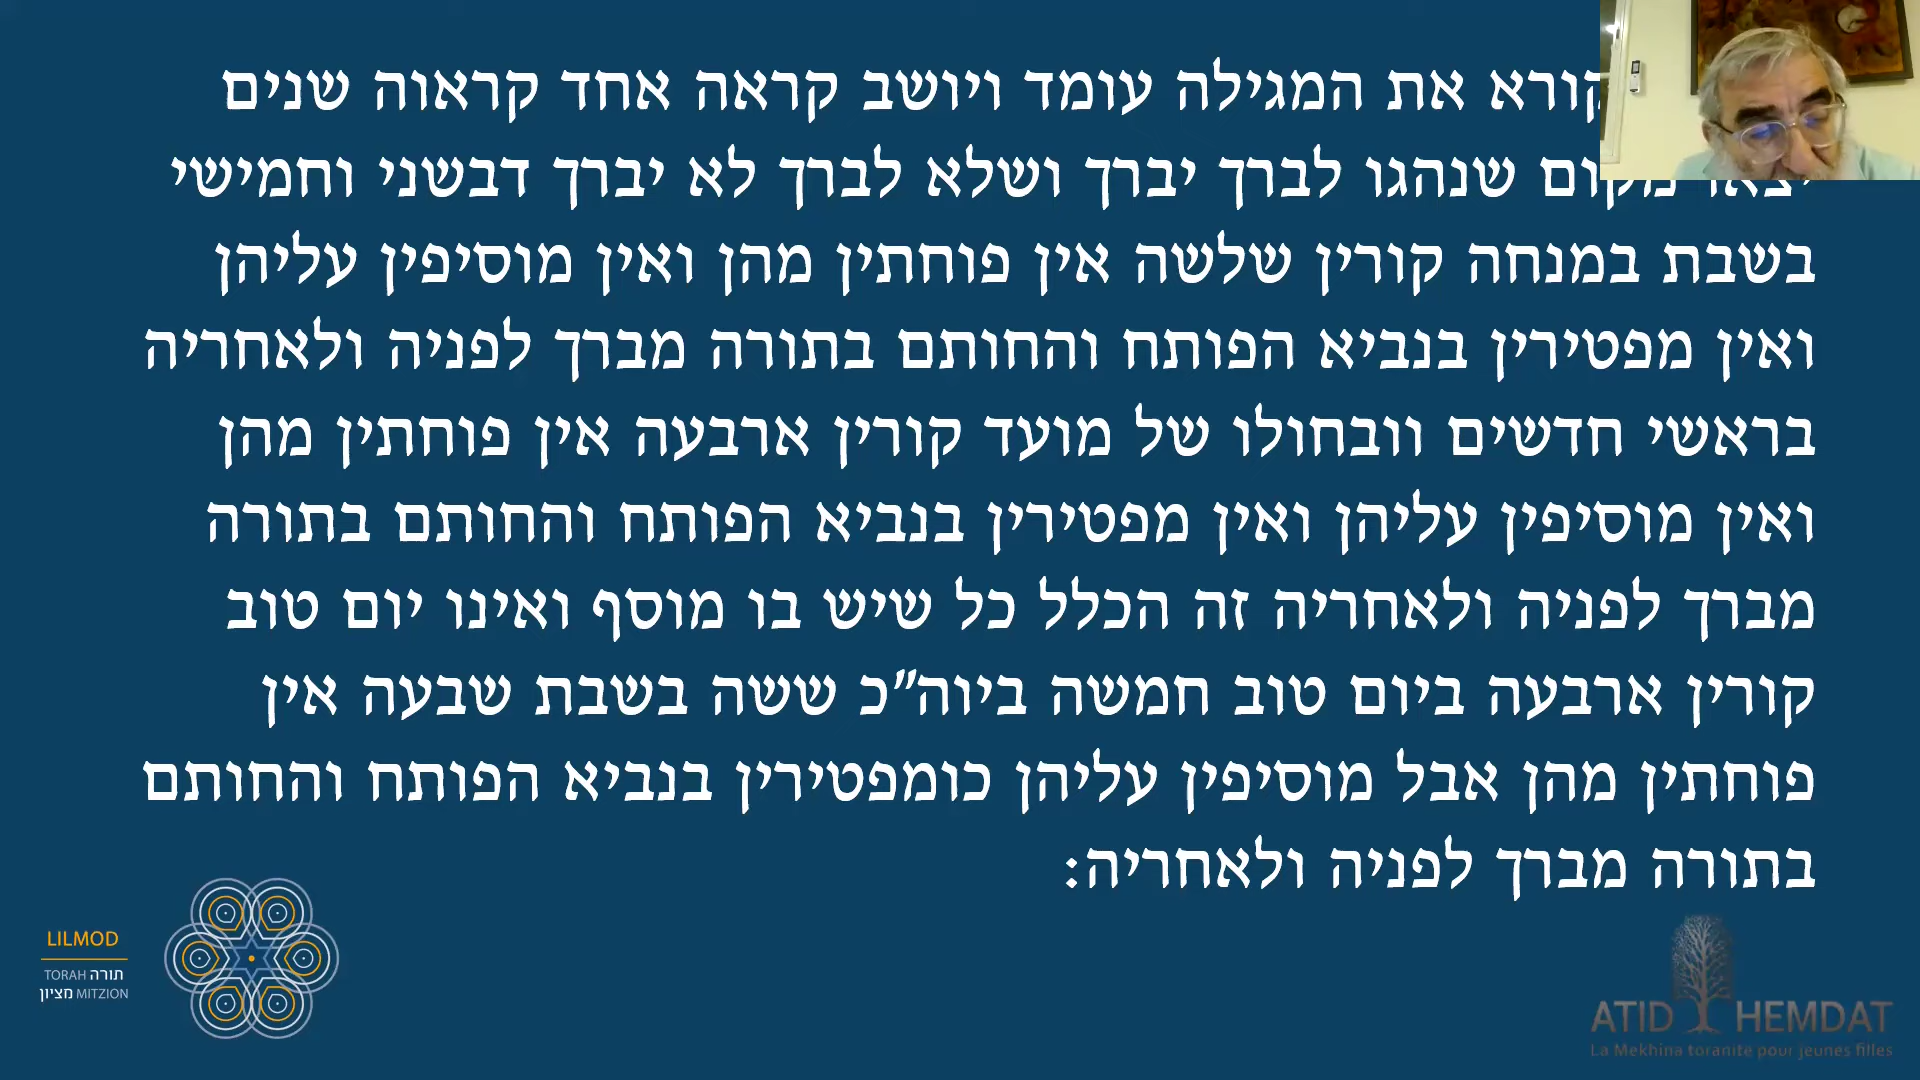 קורא את המגילה עומד ויושב קראה אחד קראוה שנים
יצאו מקום שנהגו לברך יברך ושלא לברך לא יברך דבשני וחמישי
בשבת במנחה קורין שלשה אין פוחתין מהן ואין מוסיפין עליהן
ואין מפטירין בנביא הפותח והחותם בתורה מברך לפניה ולאחריה
בראשי חדשים וובחולו של מועד קורין ארבעה אין פוחתין מהן
ואין מוסיפין עליהן ואין מפטירין בנביא הפותח והחותם בתורה
מברך לפניה ולאחריה זה הכלל כל שיש בו מוסף ואינו יום טוב
קורין ארבעה ביום טוב חמשה ביוה"כ ששה בשבת שבעה אין
פוחתין מהן אבל מוסיפין עליהן כומפטירין בנביא הפותח והחותם
בתורה מברך לפניה ולאחריה:
LILMOD
TORAH תורה
מציון MITZION
ATID HEMDAT
La Mekhina toranite pour jeunes filles